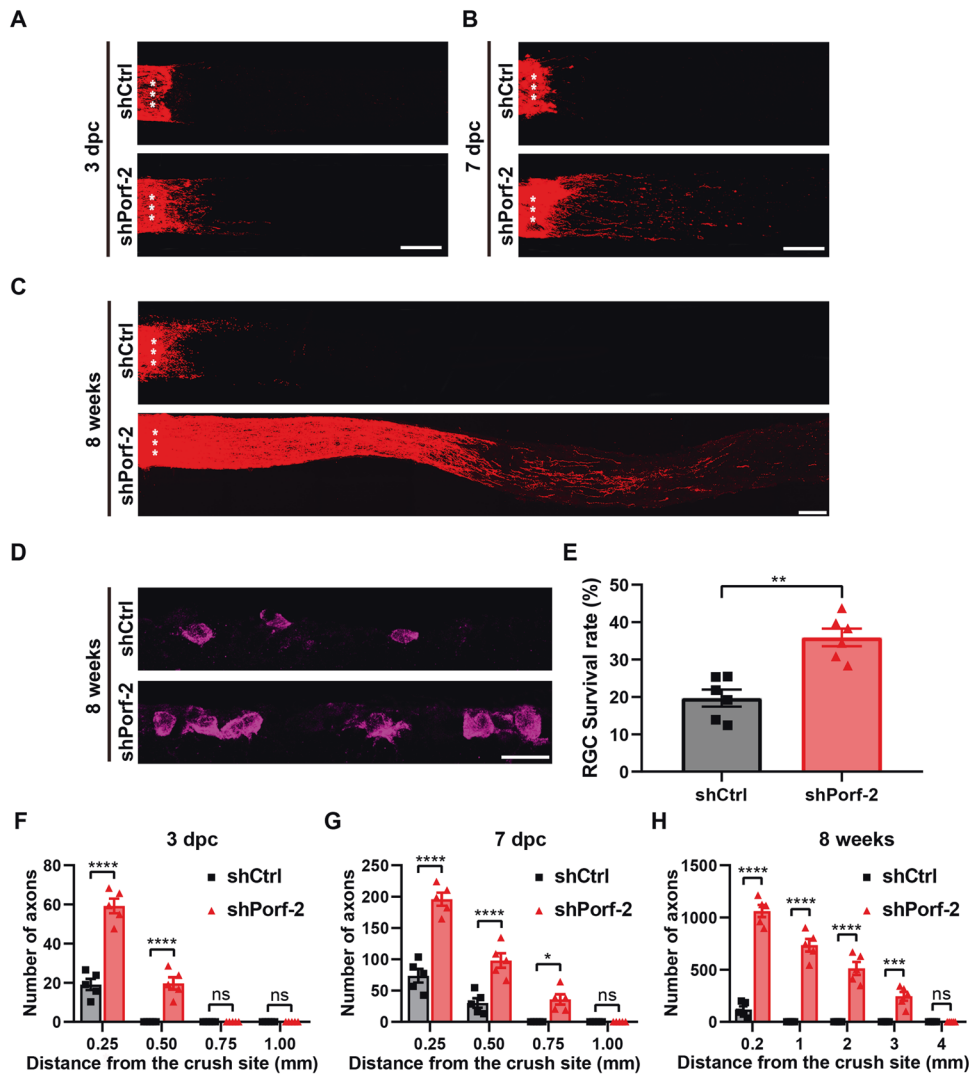 A
B
3 dpc
shCtrl
***
shPorf-2
***
7 dpc
shCtrl
***
shPorf-2
***
C
8 weeks
shCtrl
***
shPorf-2
***
D
8 weeks
shCtrl
shPorf-2
E
RGC Survival rate (%)
50
40
30
20
10
0
**
shCtrl
shPorf-2
F
3 dpc
Number of axons
80
60
40
20
0
****
****
ns
ns
shCtrl
shPorf-2
0.25 0.50 0.75 1.00
Distance from the crush site (mm)
G
7 dpc
Number of axons
250
200
150
100
50
0
****
****
*
ns
shCtrl
shPorf-2
0.25 0.50 0.75 1.00
Distance from the crush site (mm)
H
8 weeks
Number of axons
1500
1000
500
0
****
****
****
***
ns
shCtrl
shPorf-2
0.2 1 2 3 4
Distance from the crush site (mm)